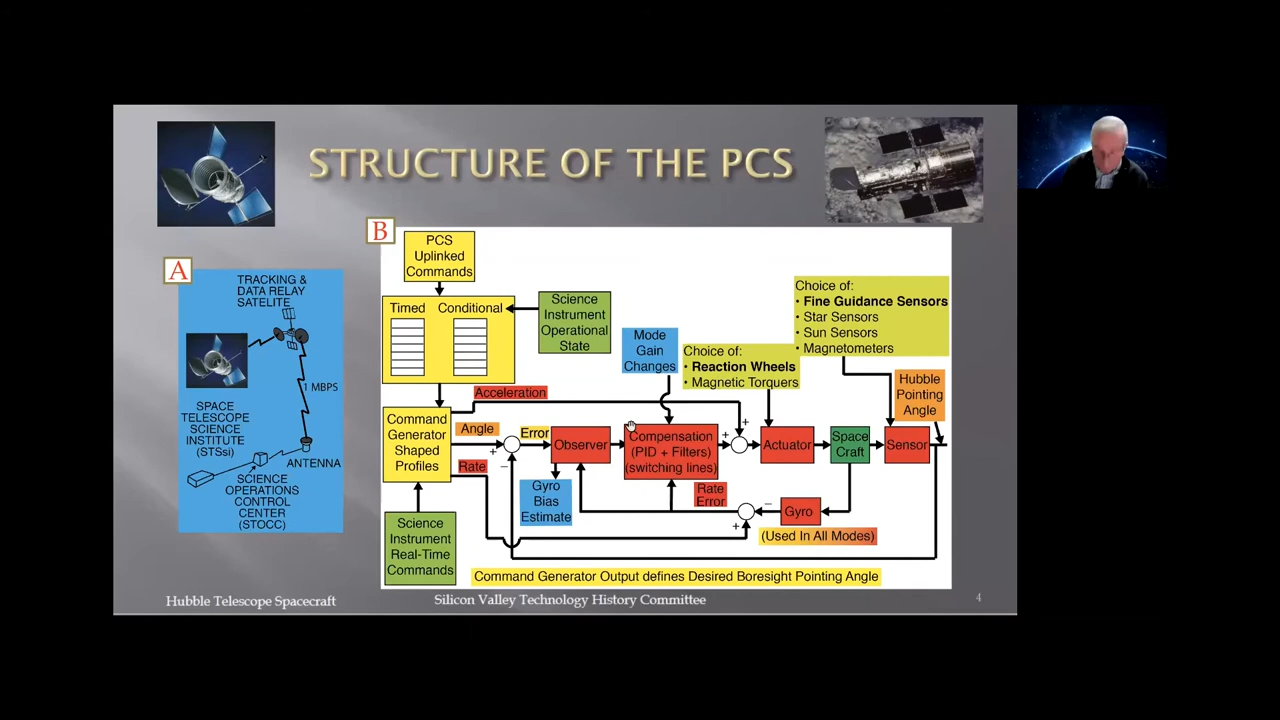 STRUCTURE OF THE PCS
A
TRACKING &
DATA RELAY
SATELITE
1 MBPS
SPACE
TELESCOPE
SCIENCE
INSTITUTE
(STSsi)
ANTENNA
SCIENCE
OPERATIONS
CONTROL
CENTER
(STOCC)
B
PCS
Uplinked
Commands
Timed Conditional
Science
Instrument
Operational
State
Mode
Gain
Changes
Choice of:
• Reaction Wheels
• Magnetic Torquers
Choice of:
• Fine Guidance Sensors
• Star Sensors
• Sun Sensors
• Magnetometers
Hubble
Pointing
Angle
Acceleration
Command
Generator
Shaped
Profiles
Angle
Rate
+
−
Error
Observer
Compensation
(PID + Filters)
(switching lines)
+
+
Actuator
Space
Craft
Sensor
Gyro
Bias
Estimate
Rate
Error
−
+
Gyro
(Used In All Modes)
Science
Instrument
Real-Time
Commands
Command Generator Output defines Desired Boresight Pointing Angle
Hubble Telescope Spacecraft
Silicon Valley Technology History Committee
4